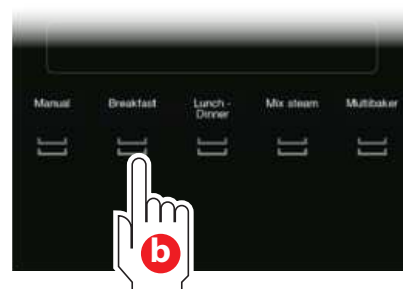 Manual
Breakfast
Lunch -
Dinner
Mix steam
Multibaker
b